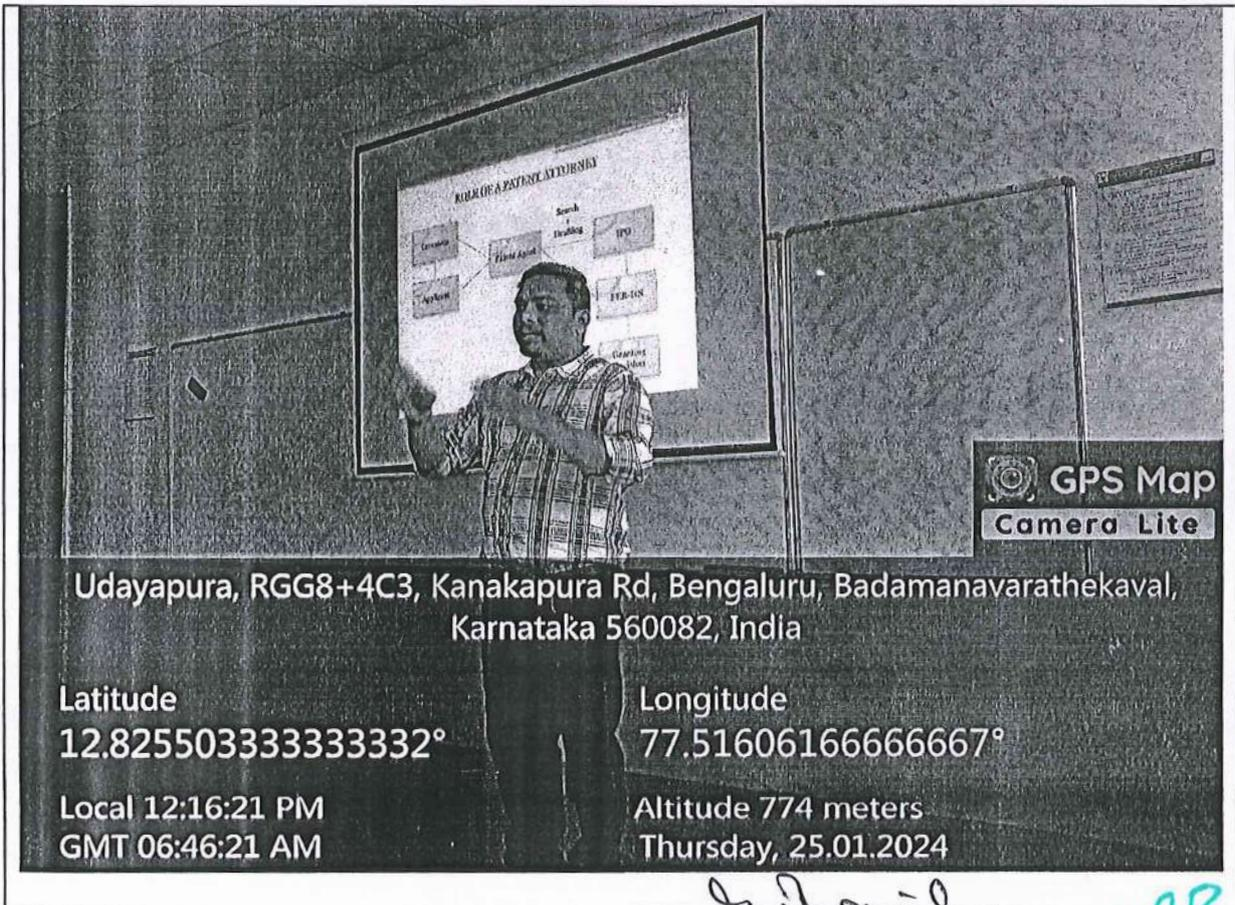 ROLE OF A PATENT ATTORNEY
Search
Drafting
IPO
Patent Agent
Applicant
FER-
Granting
GPS Map
Camera Lite
Udayapura, RGG8+4C3, Kanakapura Rd, Bengaluru, Badamanavarathekaval,
Karnataka 560082, India
Latitude
Longitude
12.825503333333332°
77.51606166666667°
Local 12:16:21 PM
Altitude 774 meters
GMT 06:46:21 AM
Thursday, 25.01.2024